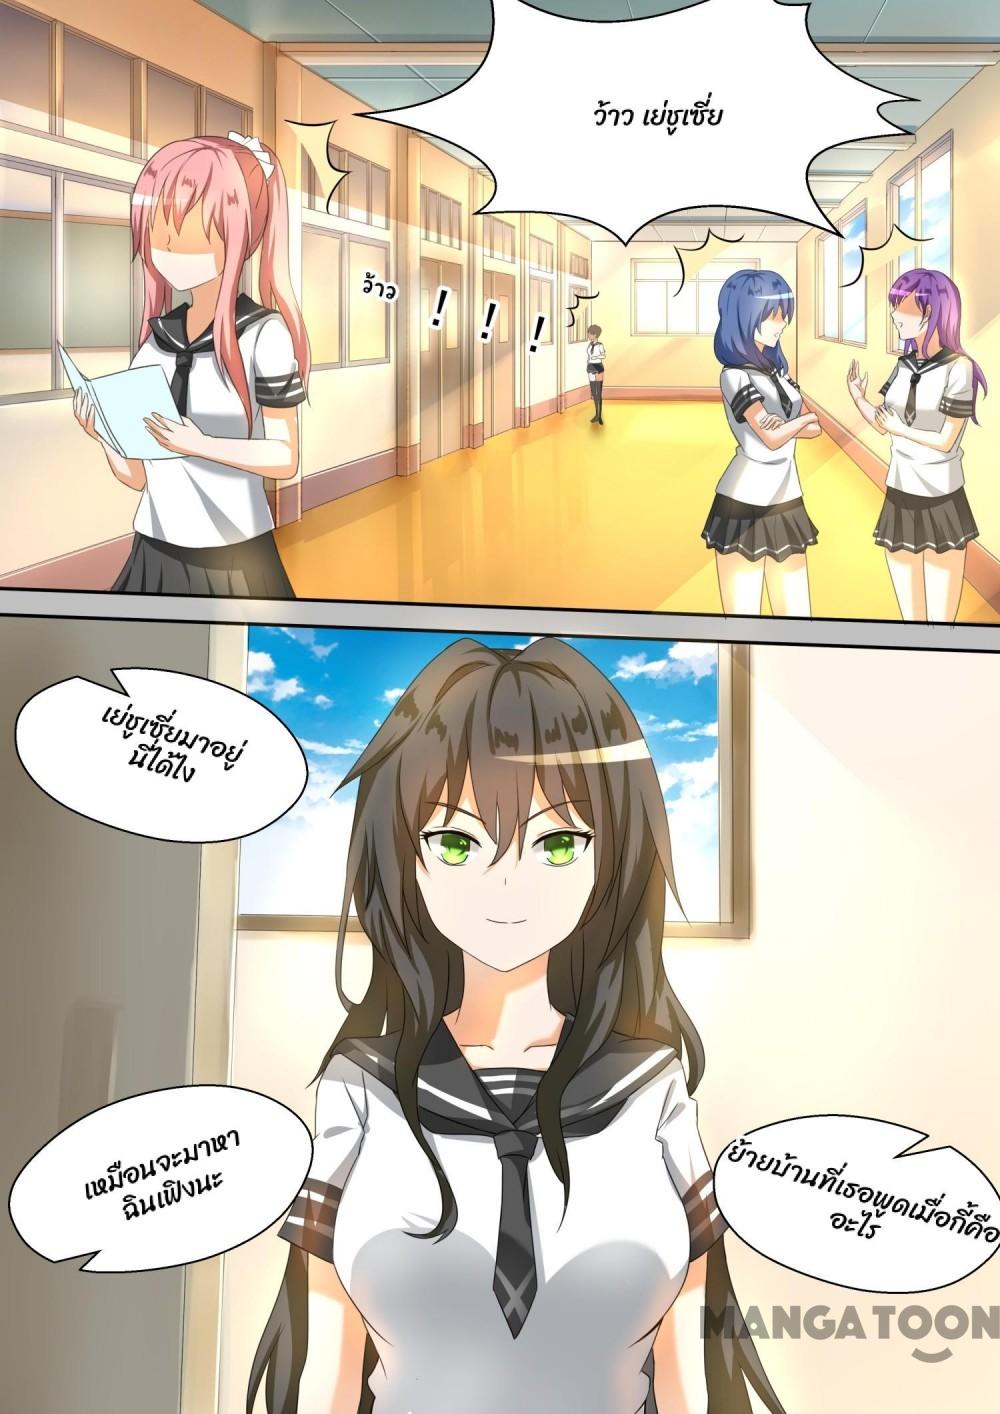 ว้าว เย่ชูเซี่ย
ว้าว ! ! !
เย่ชูเซี่ยมาอยู่
นี่ได้ไง
เหมือนจะมาหา
ฉินเฟิงนะ
ย้ายบ้านที่เธอพูดเมื่อกี้คือ
อะไร
MANGATOON